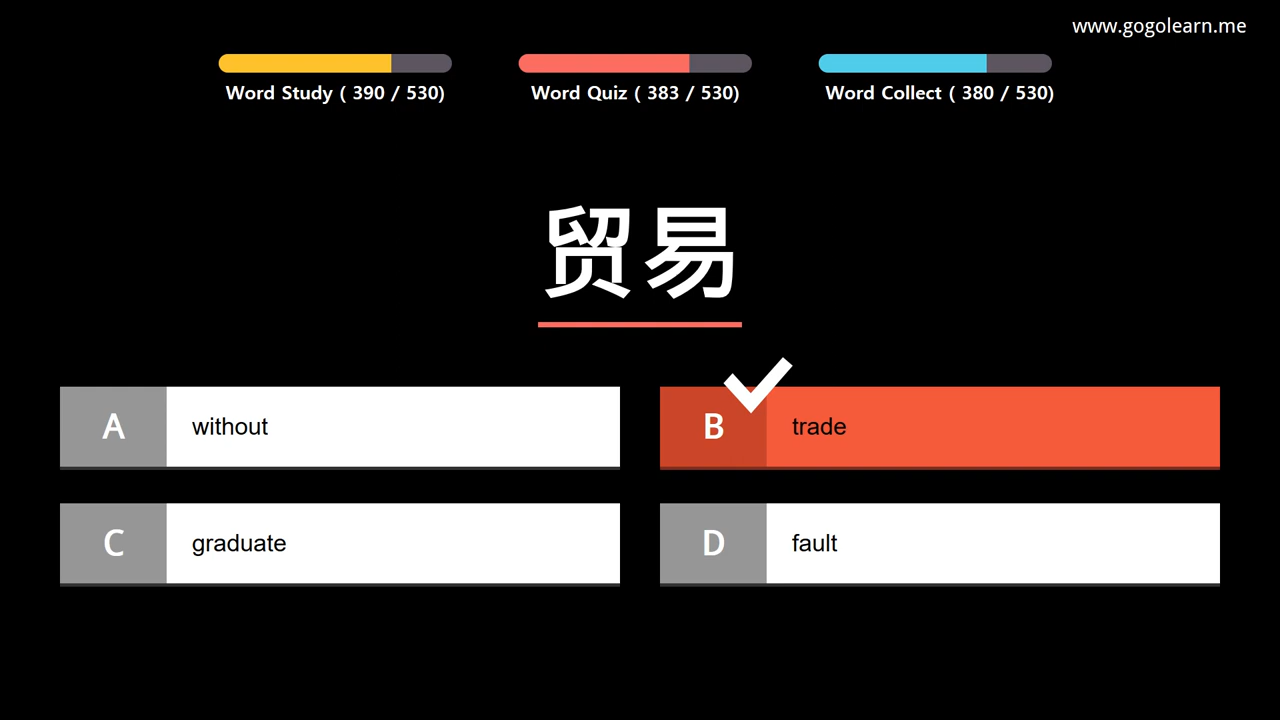 www.gogolearn.me
Word Study ( 390 / 530)
Word Quiz ( 383 / 530)
Word Collect ( 380 / 530)
贸易
A without
B trade
C graduate
D fault